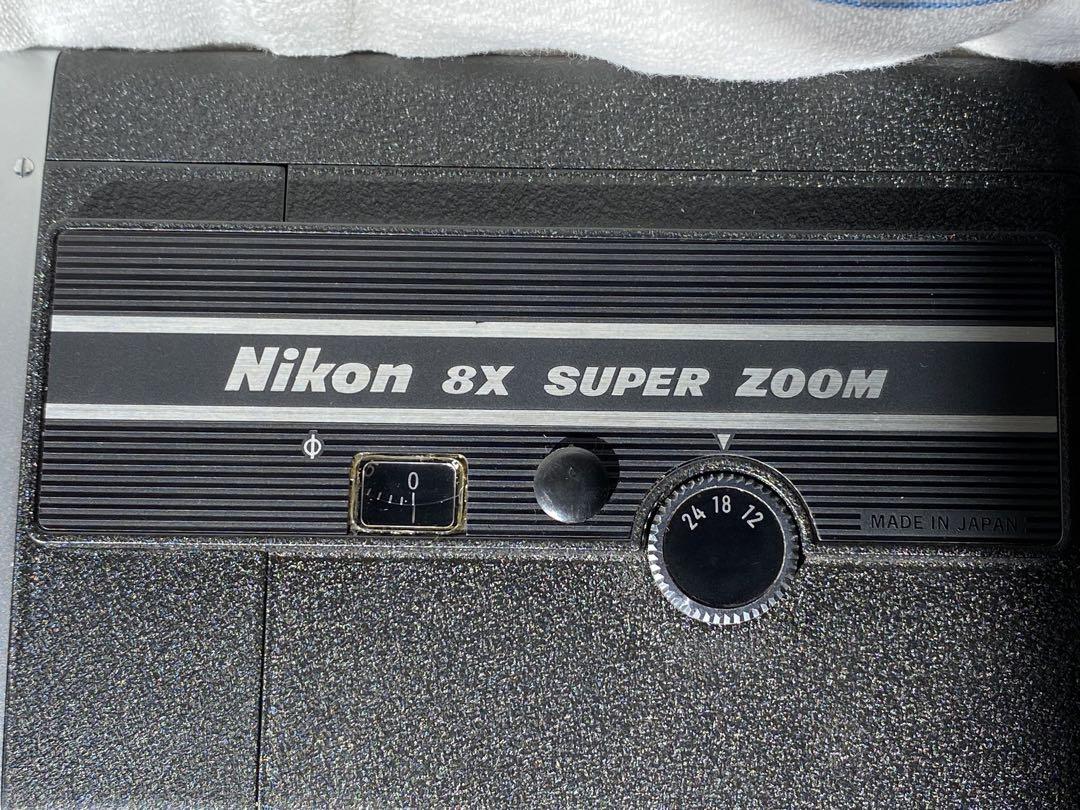 Nikon 8X SUPER ZOOM
0
24 18 12
MADE IN JAPAN